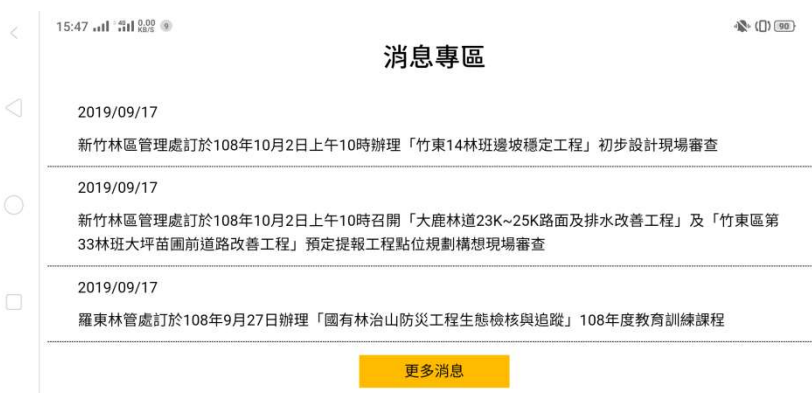 15:47 4G 0.00 KB/S 9 90
消息專區
2019/09/17
新竹林區管理處訂於108年10月2日上午10時辦理「竹東14林班邊坡穩定工程」初步設計現場審查
2019/09/17
新竹林區管理處訂於108年10月2日上午10時召開「大鹿林道23K~25K路面及排水改善工程」及「竹東區第
33林班大坪苗圃前道路改善工程」預定提報工程點位規劃構想現場審查
2019/09/17
羅東林管處訂於108年9月27日辦理「國有林治山防災工程生態檢核與追蹤」108年度教育訓練課程
更多消息